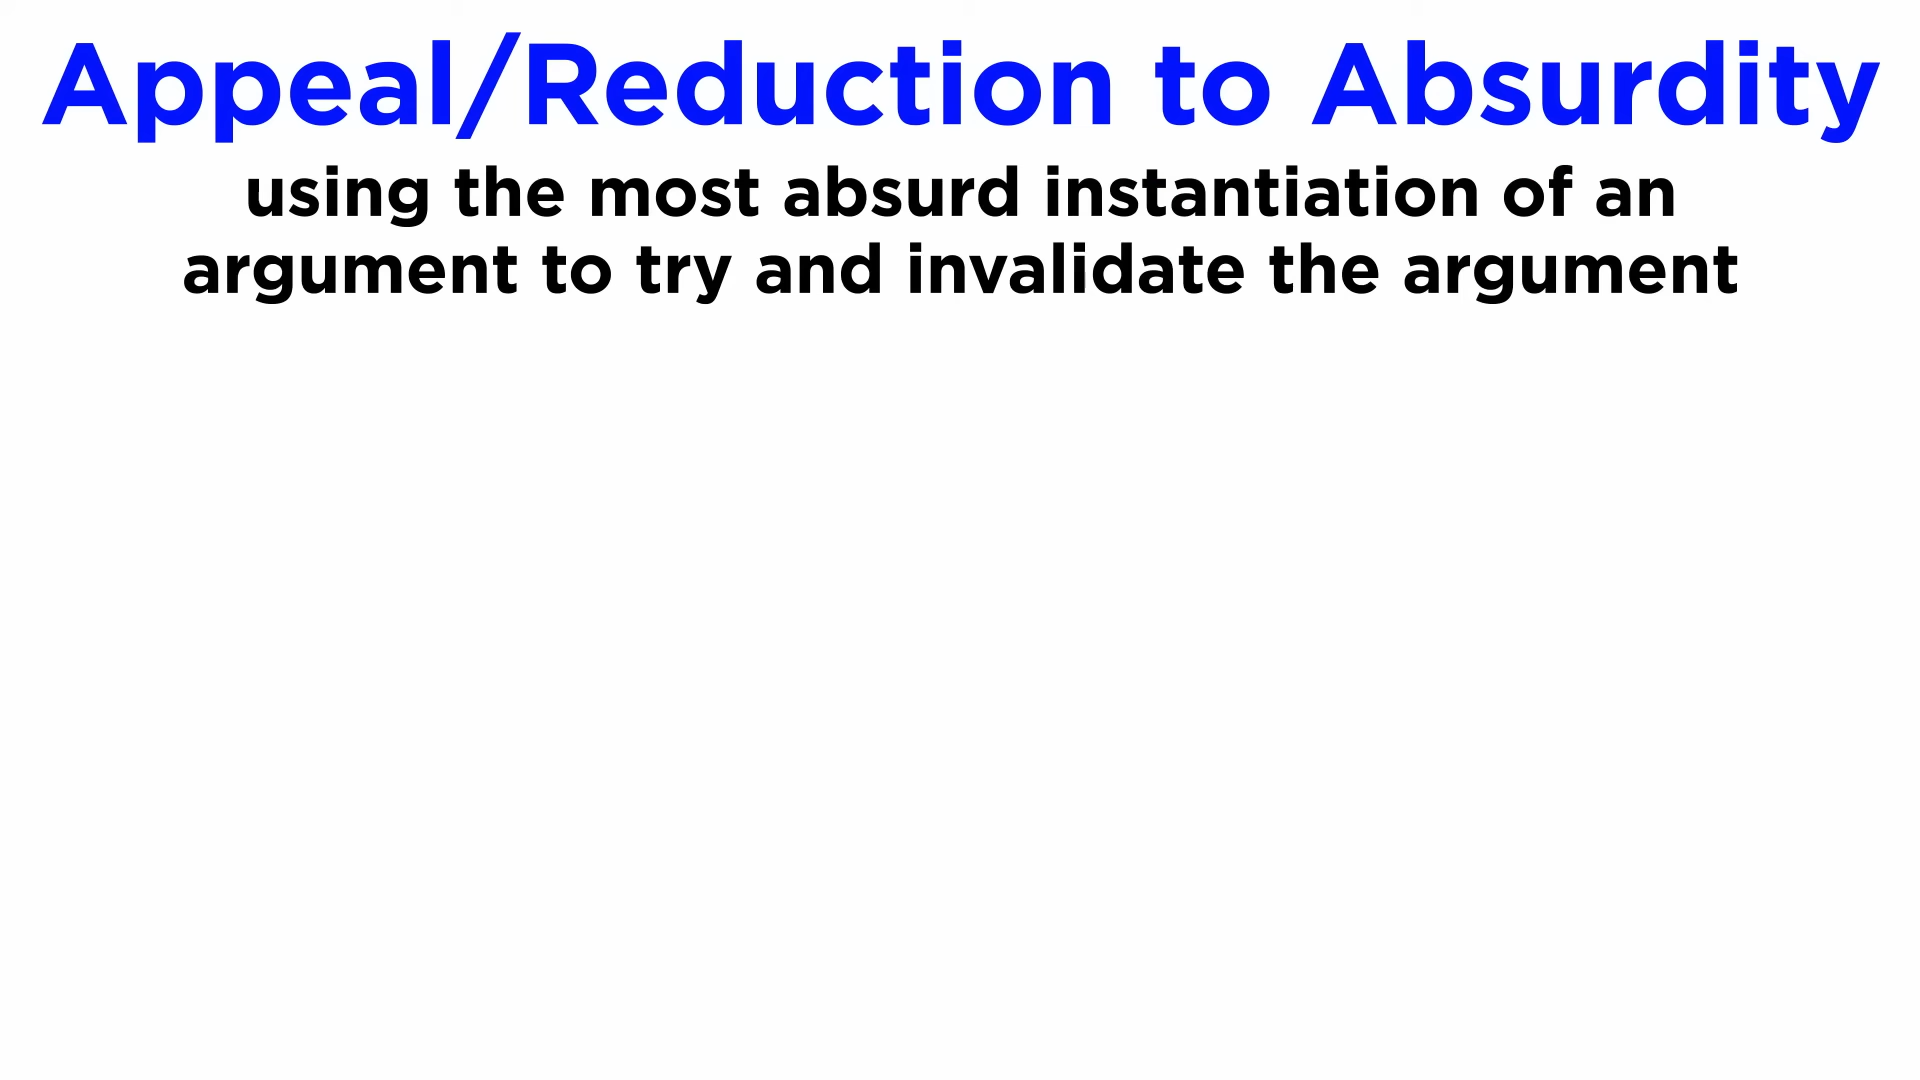 Appeal/Reduction to Absurdity
using the most absurd instantiation of an
argument to try and invalidate the argument